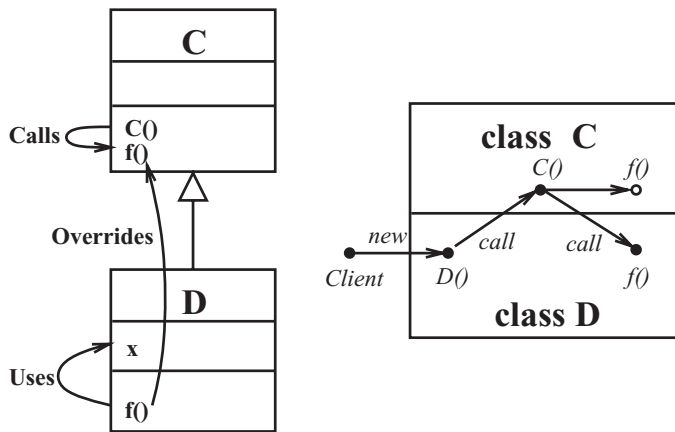 C
C()
f()
Calls
Overrides
D
x
f()
Uses
class C
C()
f()
new
call
call
Client
D()
f()
class D